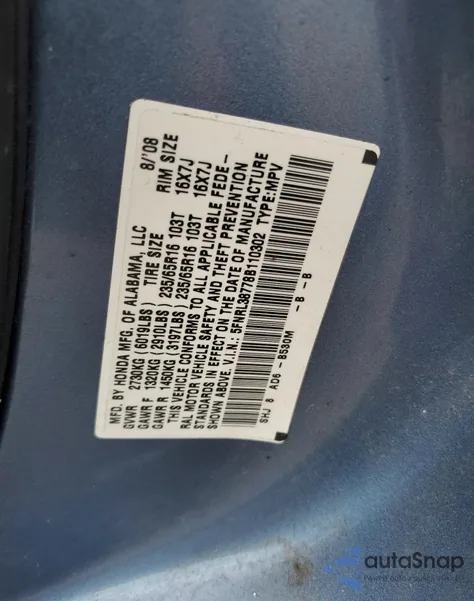 MFD. BY HONDA MFG. OF ALABAMA, LLC 8/'08
GVWR 2730KG (6019LBS) TIRE SIZE RIM SIZE
GAWR F 1320KG (2910LBS) 235/65R16 103T 16X7J
GAWR R 1450KG (3197LBS) 235/65R16 103T 16X7J
THIS VEHICLE CONFORMS TO ALL APPLICABLE FEDE-
RAL MOTOR VEHICLE SAFETY AND THEFT PREVENTION
STANDARDS IN EFFECT ON THE DATE OF MANUFACTURE
SHOWN ABOVE. V.I.N.: 5FNRL38778B110302 TYPE:MPV
SHJ 8 AD6 - B530M - B - B
autoSnap